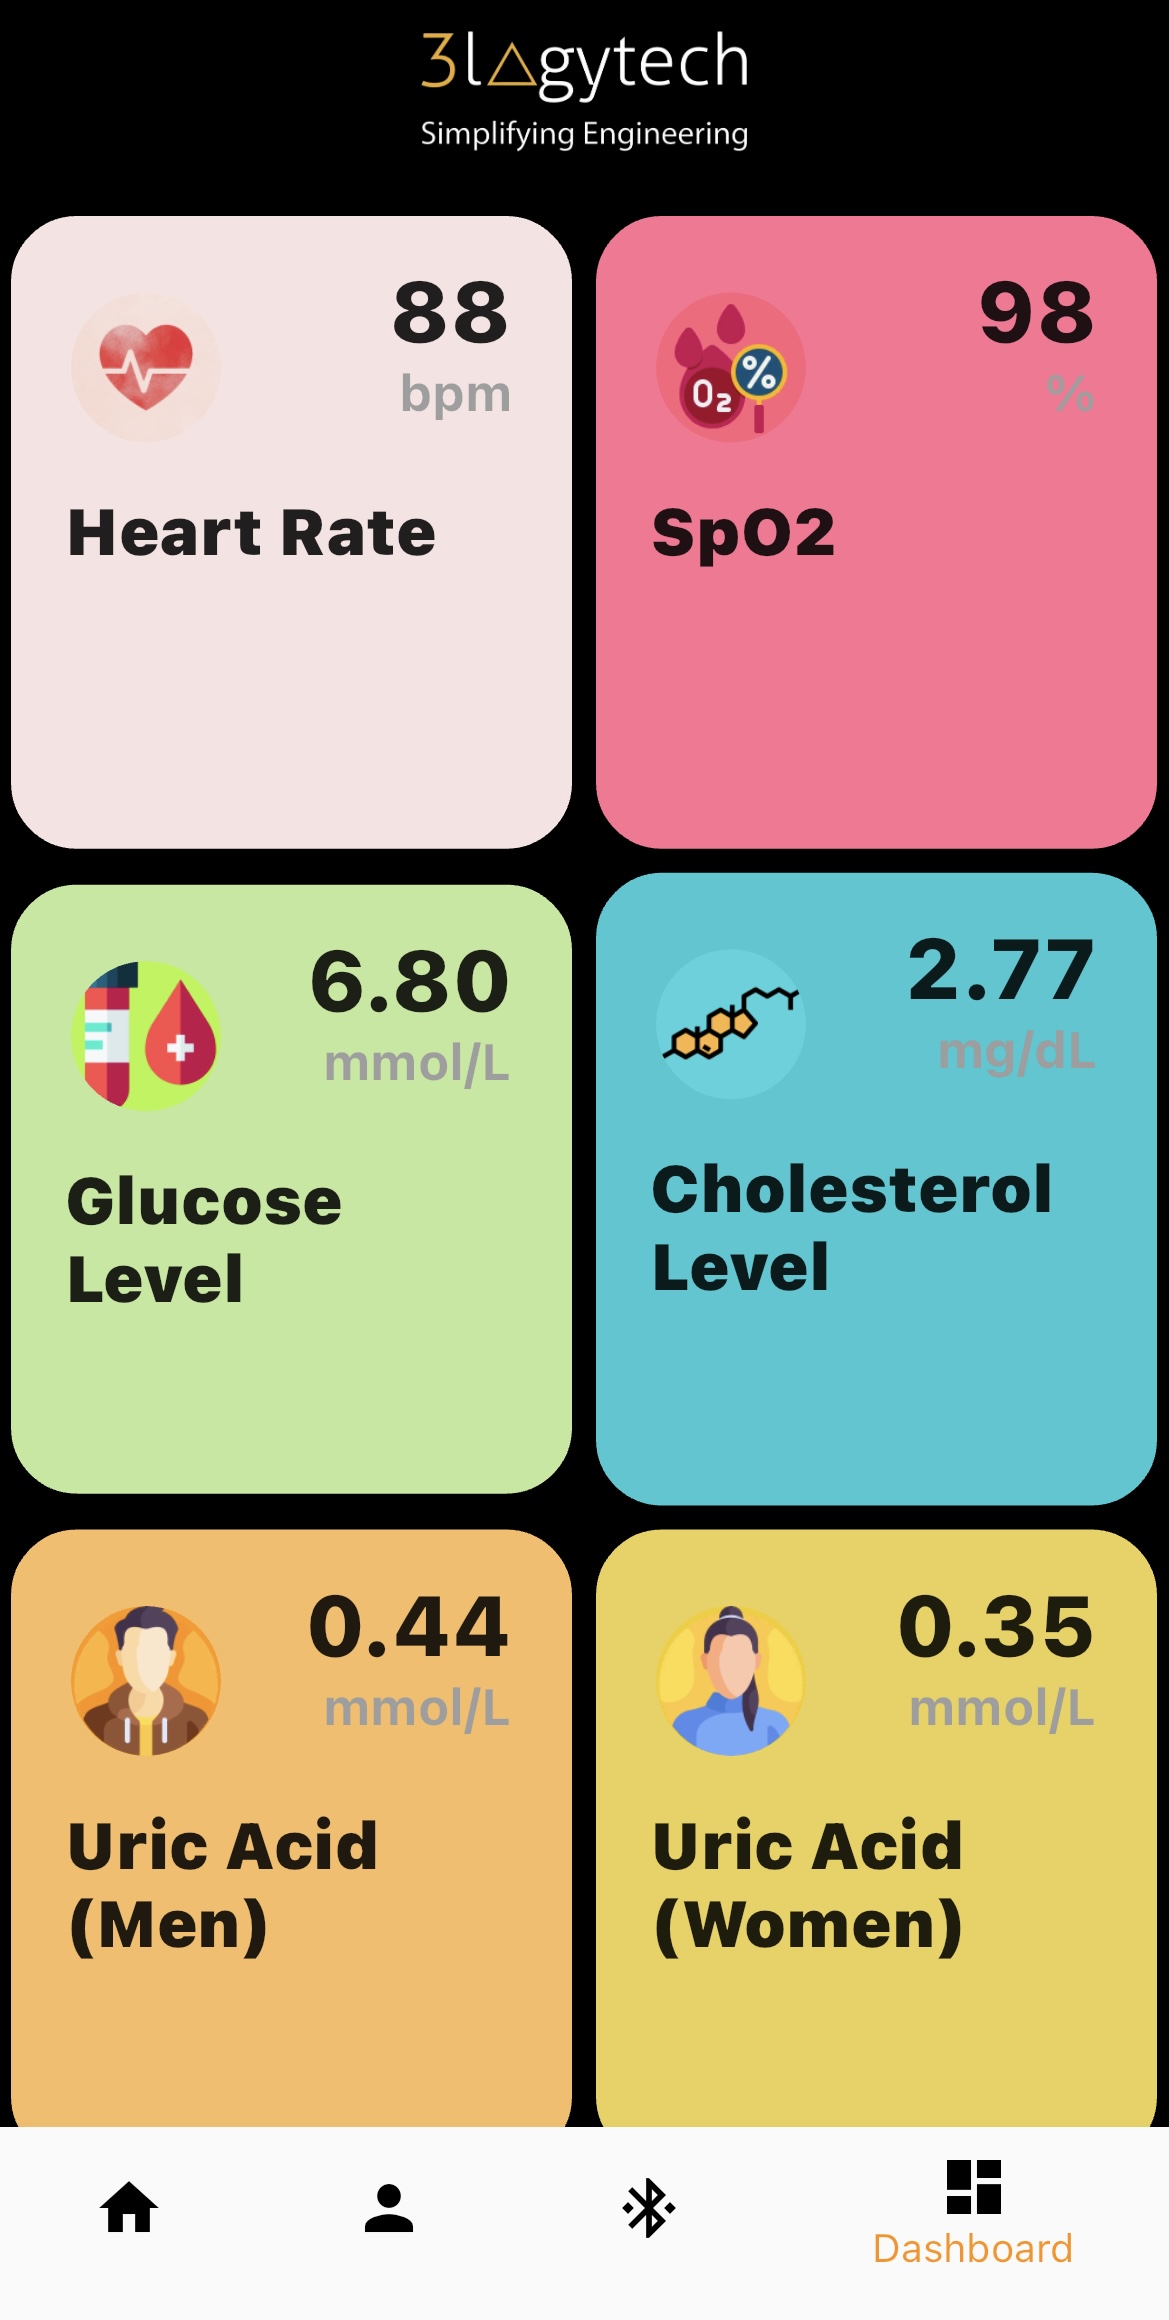 3l△gytech
Simplifying Engineering
88
bpm
Heart Rate
98
%
SpO2
O₂
%
6.80
mmol/L
Glucose
Level
2.77
mg/dL
Cholesterol
Level
0.44
mmol/L
Uric Acid
(Men)
0.35
mmol/L
Uric Acid
(Women)
Dashboard